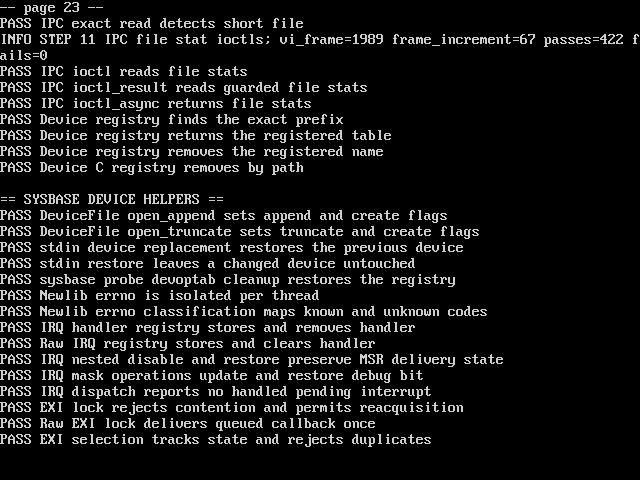 -- page 23 --
PASS IPC exact read detects short file
INFO STEP 11 IPC file stat ioctls; vi_frame=1989 frame_increment=67 passes=422 f
ails=0
PASS IPC ioctl reads file stats
PASS IPC ioctl_result reads guarded file stats
PASS IPC ioctl_async returns file stats
PASS Device registry finds the exact prefix
PASS Device registry returns the registered table
PASS Device registry removes the registered name
PASS Device C registry removes by path
== SYSBASE DEVICE HELPERS ==
PASS DeviceFile open_append sets append and create flags
PASS DeviceFile open_truncate sets truncate and create flags
PASS stdin device replacement restores the previous device
PASS stdin restore leaves a changed device untouched
PASS sysbase probe devoptab cleanup restores the registry
PASS Newlib errno is isolated per thread
PASS Newlib errno classification maps known and unknown codes
PASS IRQ handler registry stores and removes handler
PASS Raw IRQ registry stores and clears handler
PASS IRQ nested disable and restore preserve MSR delivery state
PASS IRQ mask operations update and restore debug bit
PASS IRQ dispatch reports no handled pending interrupt
PASS EXI lock rejects contention and permits reacquisition
PASS Raw EXI lock delivers queued callback once
PASS EXI selection tracks state and rejects duplicates